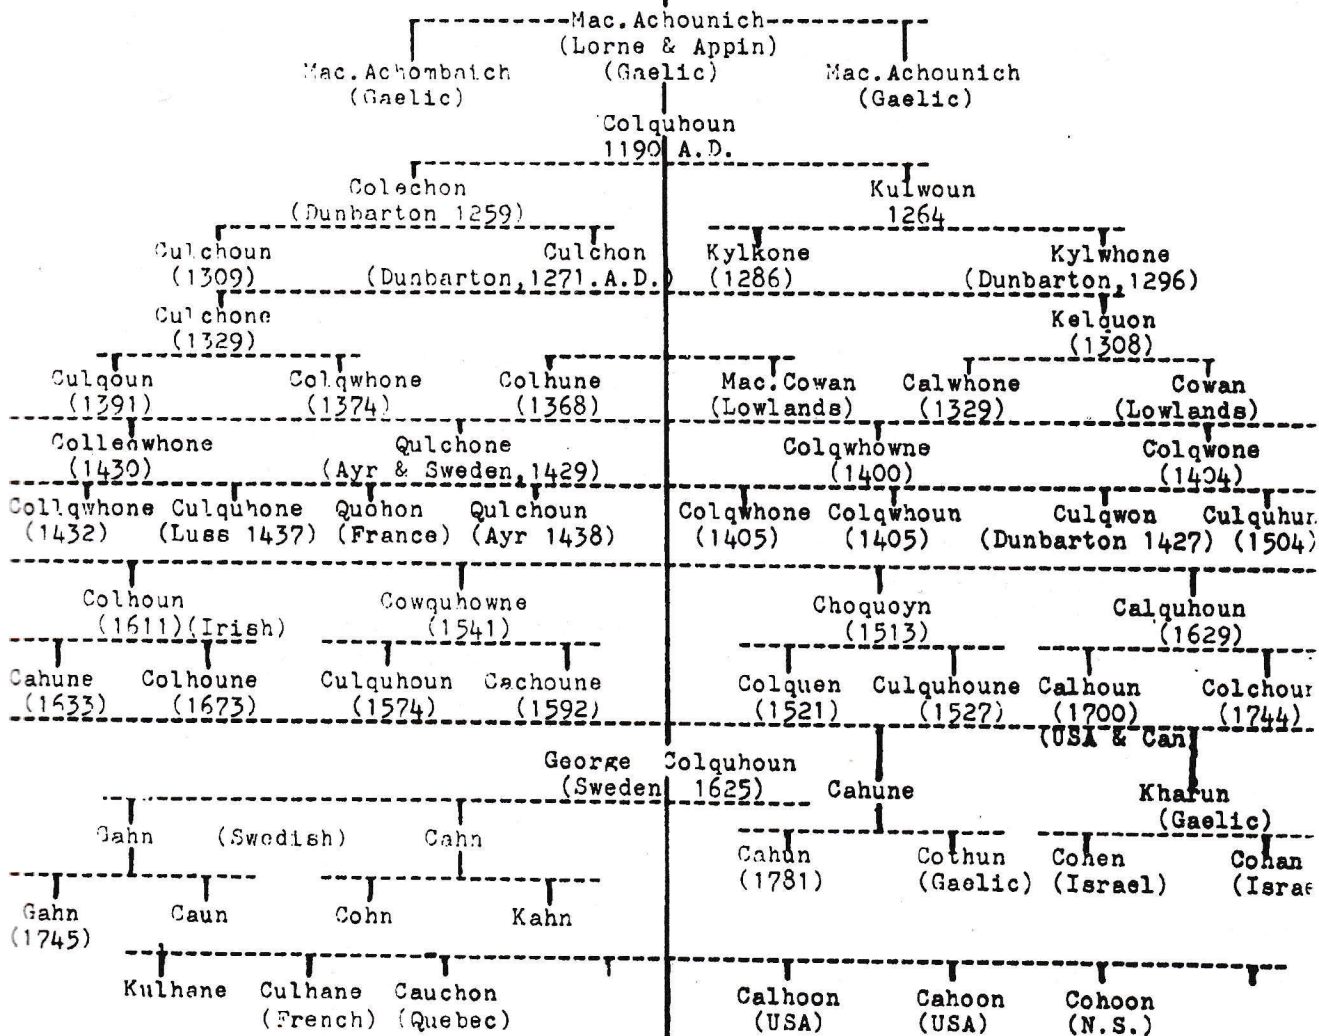 Mac.Achounich
(Lorne & Appin)
Mac.Achombaich (Gaelic) Mac.Achounich
(Gaelic) (Gaelic)
Colquhoun
1190 A.D.
Colechon Kulwoun
(Dunbarton 1259) 1264
Culchoun Culchon Kylkone Kylwhone
(1309) (Dunbarton,1271.A.D.) (1286) (Dunbarton,1296)
Culchone Kelquon
(1329) (1308)
Culqoun Colqwhone Colhune Mac.Cowan Calwhone Cowan
(1391) (1374) (1368) (Lowlands) (1329) (Lowlands)
Collenwhone Qulchone Colqwhowne Colqwone
(1430) (Ayr & Sweden,1429) (1400) (1404)
Collqwhone Culquhone Quohon Qulchoun Colqwhone Colqwhoun Culqwon Culquhun
(1432) (Luss 1437) (France) (Ayr 1438) (1405) (1405) (Dunbarton 1427) (1504)
Colhoun Cowquhowne Choquoyn Calquhoun
(1611)(Irish) (1541) (1513) (1629)
Cahune Colhoune Culquhoun Cachoune Colquen Culquhoune Calhoun Colchour
(1633) (1673) (1574) (1592) (1521) (1527) (1700) (1744)
(USA & Can)
George Colquhoun
(Sweden 1625) Cahune Kharun
(Gaelic)
Gahn (Swedish) Cahn
Cahun Cothun Cohen Cohan
(1781) (Gaelic) (Israel) (Israe
Gahn Caun Cohn Kahn
(1745)
Kulhane Culhane Cauchon Calhoon Cahoon Cohoon
(French) (Quebec) (USA) (USA) (N.S.)